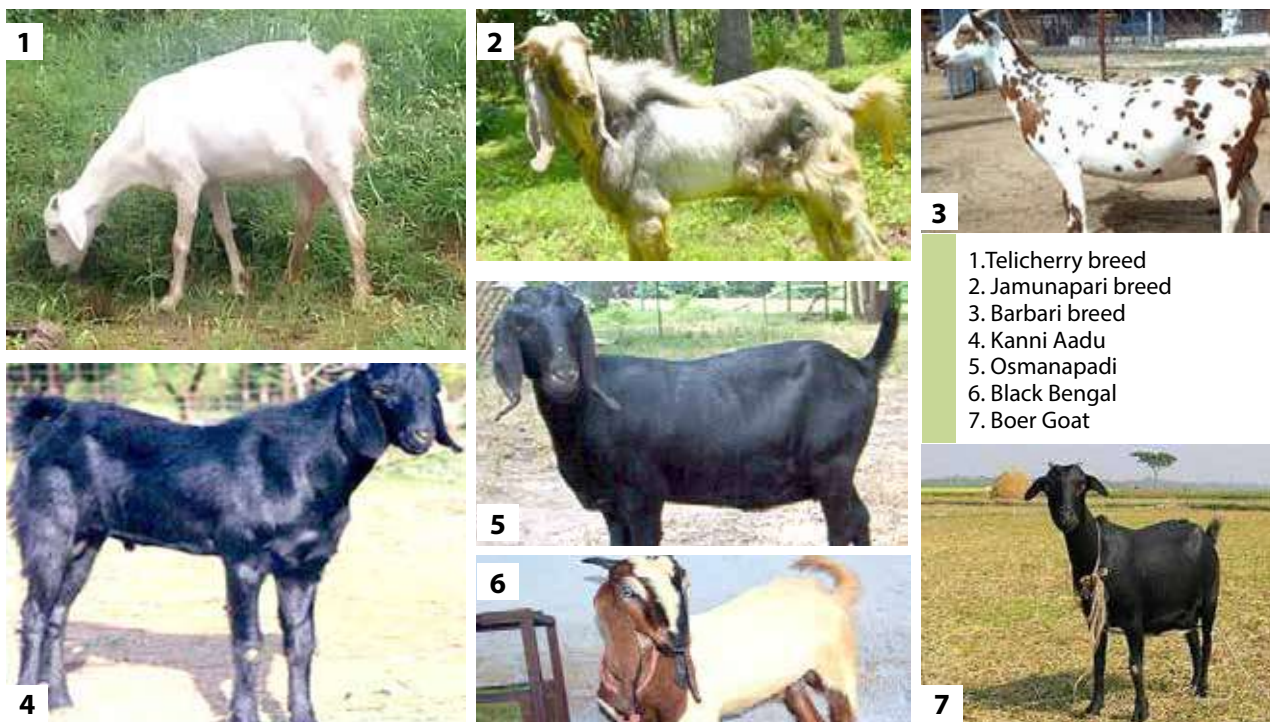 1
2
3
1.Telicherry breed
2. Jamunapari breed
3. Barbari breed
4. Kanni Aadu
5. Osmanapadi
6. Black Bengal
7. Boer Goat
4
5
6
7